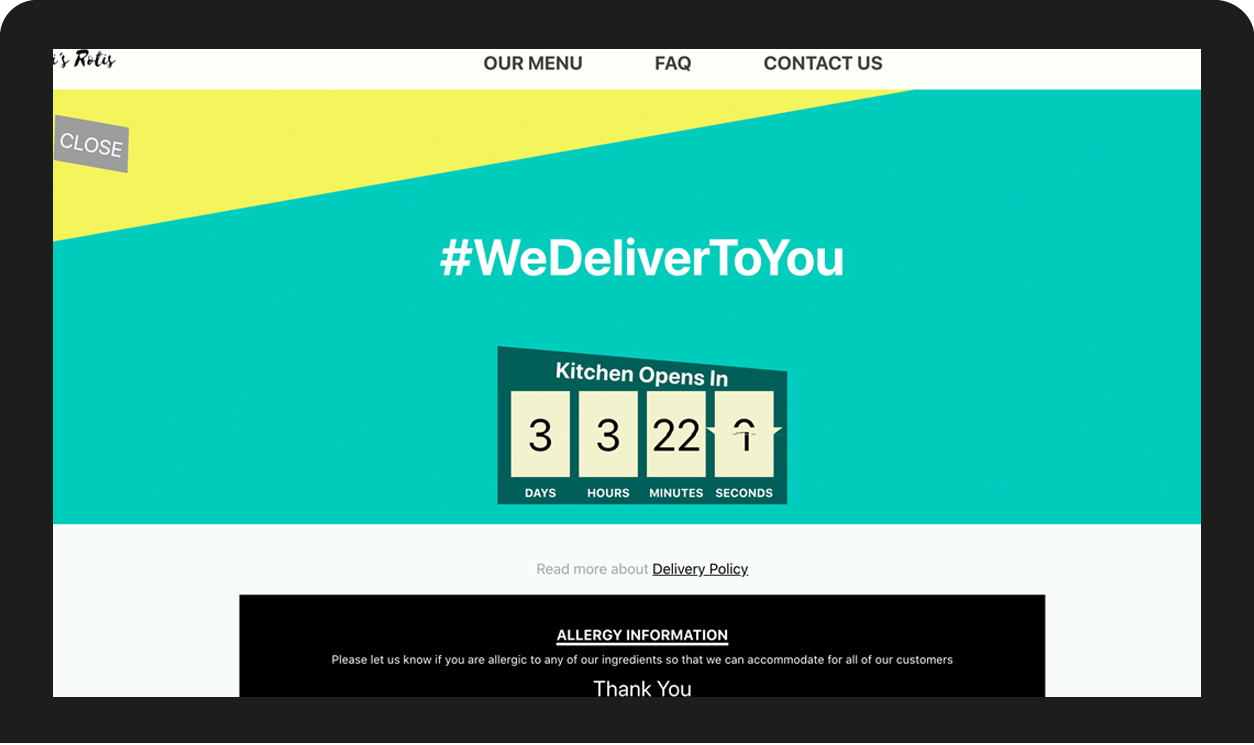 Rotis
OUR MENU FAQ CONTACT US
CLOSE
#WeDeliverToYou
Kitchen Opens In
3 3 22
DAYS HOURS MINUTES SECONDS
Read more about Delivery Policy
ALLERGY INFORMATION
Please let us know if you are allergic to any of our ingredients so that we can accommodate for all of our customers
Thank You